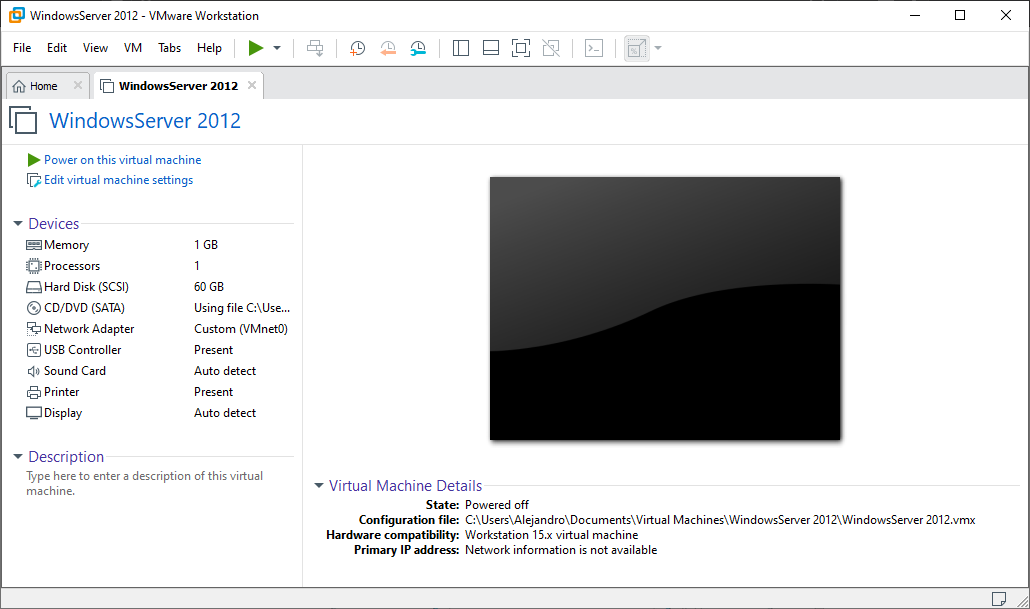 WindowsServer 2012 - VMware Workstation
File Edit View VM Tabs Help
Home WindowsServer 2012
WindowsServer 2012
Power on this virtual machine
Edit virtual machine settings
Devices
Memory 1 GB
Processors 1
Hard Disk (SCSI) 60 GB
CD/DVD (SATA) Using file C:\Use...
Network Adapter Custom (VMnet0)
USB Controller Present
Sound Card Auto detect
Printer Present
Display Auto detect
Description
Type here to enter a description of this virtual
machine.
Virtual Machine Details
State: Powered off
Configuration file: C:\Users\Alejandro\Documents\Virtual Machines\WindowsServer 2012\WindowsServer 2012.vmx
Hardware compatibility: Workstation 15.x virtual machine
Primary IP address: Network information is not available